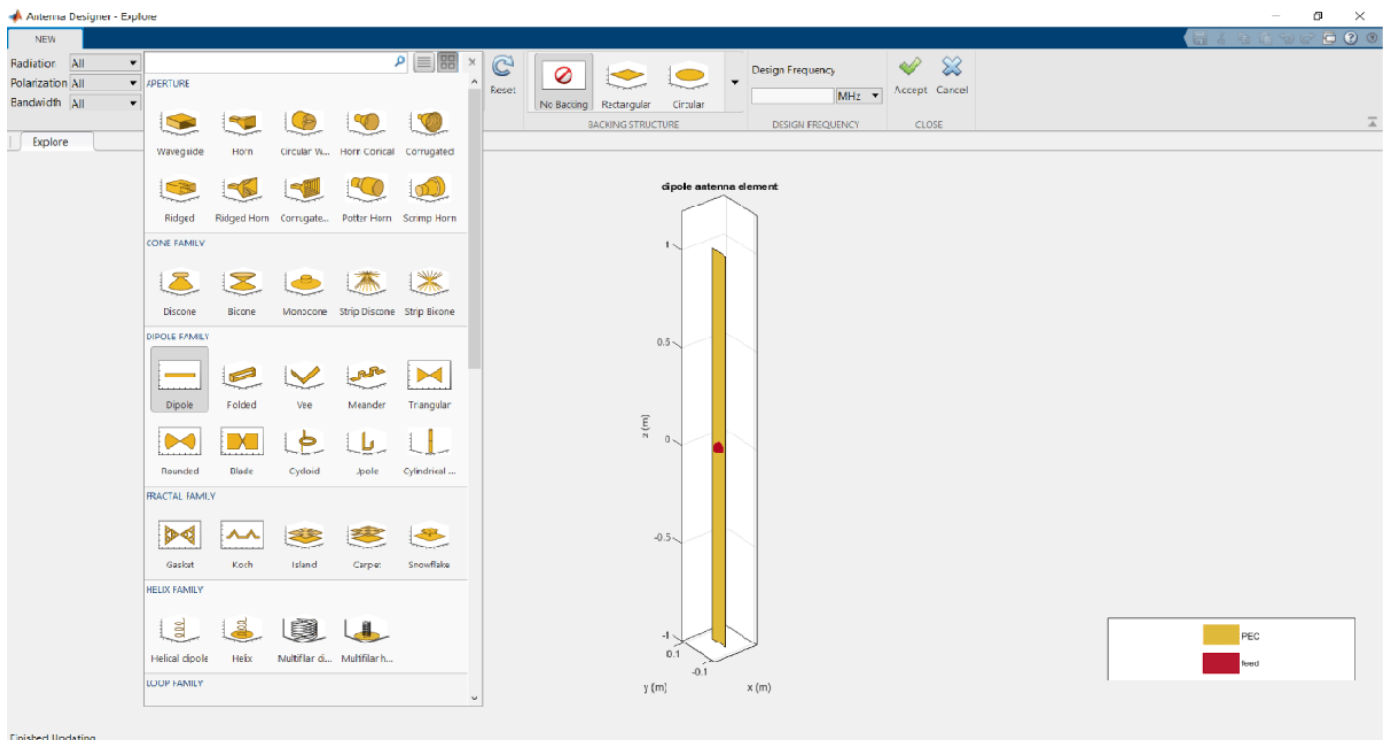 Antenna Designer - Explore
NEW
Radiation All
Polarization All
Bandwidth All
Reset
No Backing Rectangular Circular
BACKING STRUCTURE
Design Frequency
MHz
DESIGN FREQUENCY
Accept Cancel
CLOSE
Explore
APERTURE
Waveguide Horn Circular W... Horn Conical Corrugated
Ridged Ridged Horn Corrugate... Potter Horn Scrimp Horn
CONE FAMILY
Discone Bicone Monocone Strip Discone Strip Bicone
DIPOLE FAMILY
Dipole Folded Vee Meander Triangular
Rounded Blade Cycloid Jpole Cylindrical ...
FRACTAL FAMILY
Gasket Koch Island Carpet Snowflake
HELIX FAMILY
Helical dipole Helix Multifilar di... Multifilar h...
LOOP FAMILY
dipole antenna element
1
0.5
0
-0.5
-1
z (m)
0.1
-0.1
y (m) x (m)
PEC
feed
Finished Updating